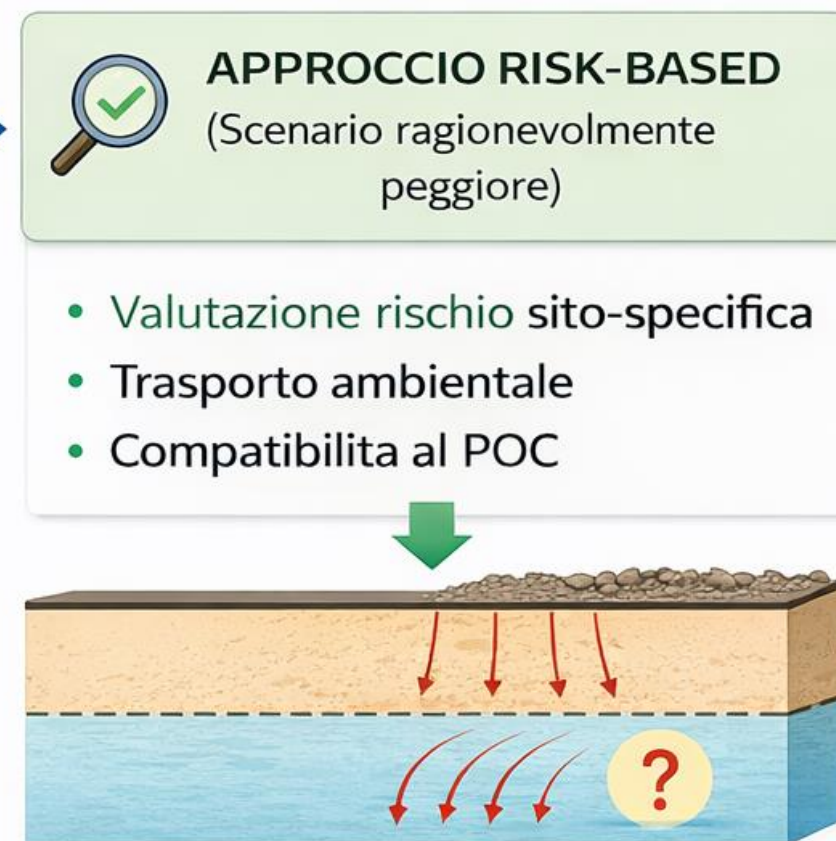 APPROCCIO RISK-BASED
(Scenario ragionevolmente
peggiore)
• Valutazione rischio sito-specifica
• Trasporto ambientale
• Compatibilita al POC
?